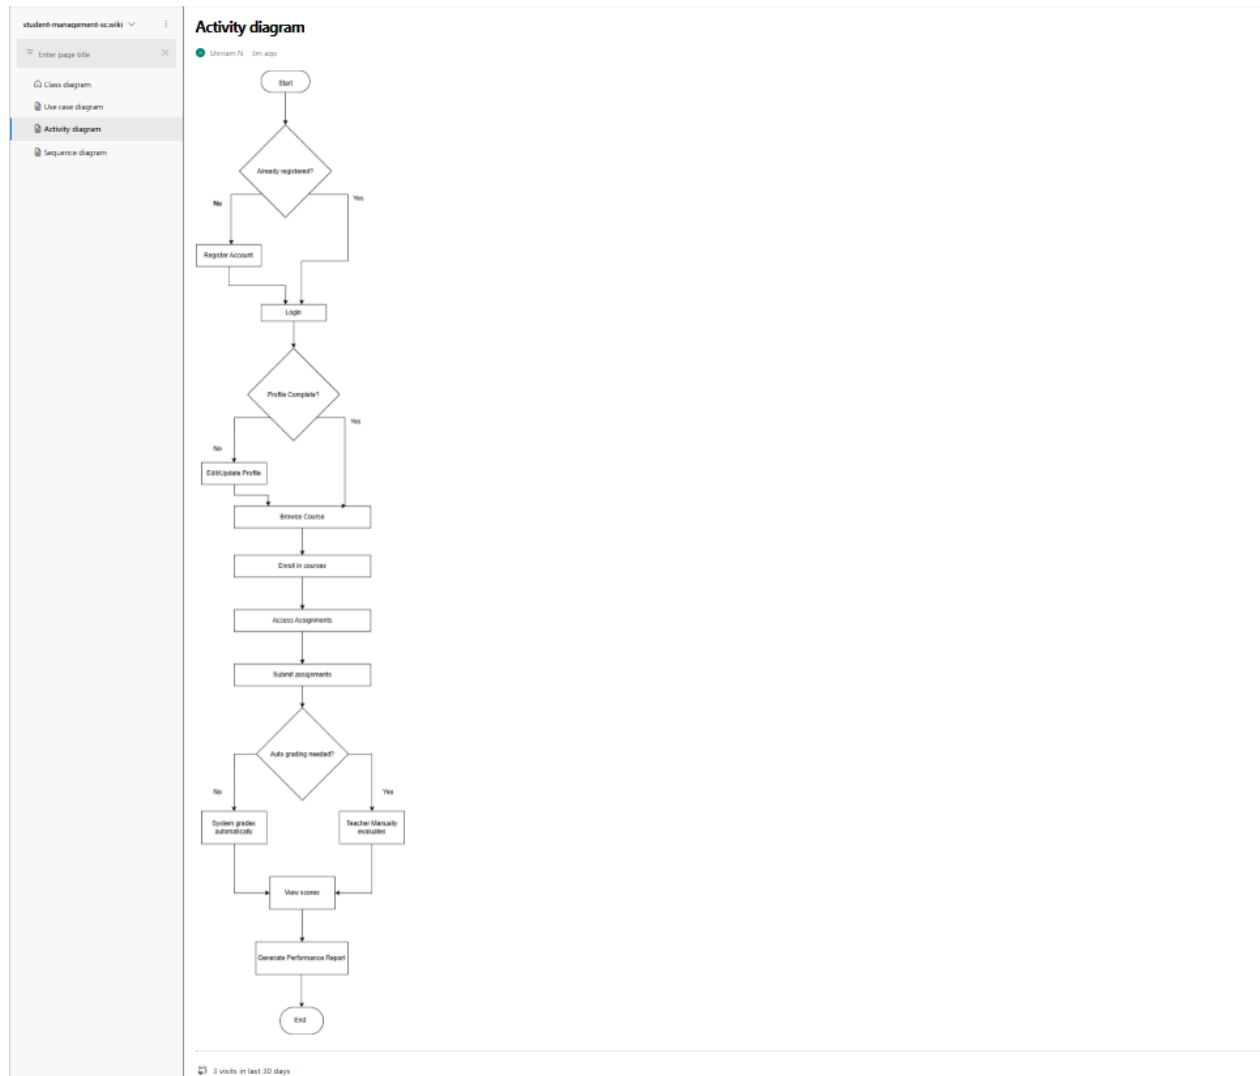 student-management-sc.wiki
Enter page title
Class diagram
Use case diagram
Activity diagram
Sequence diagram
Activity diagram
Shriram N 3m ago
Start
Already registered?
No
Yes
Register Account
Login
Profile Complete?
Yes
No
Edit/Update Profile
Browse Course
Enroll in courses
Access Assignments
Submit assignments
Auto grading needed?
No
Yes
System grades
automatically
Teacher Manually
evaluates
View scores
Generate Performance Report
End
3 visits in last 30 days